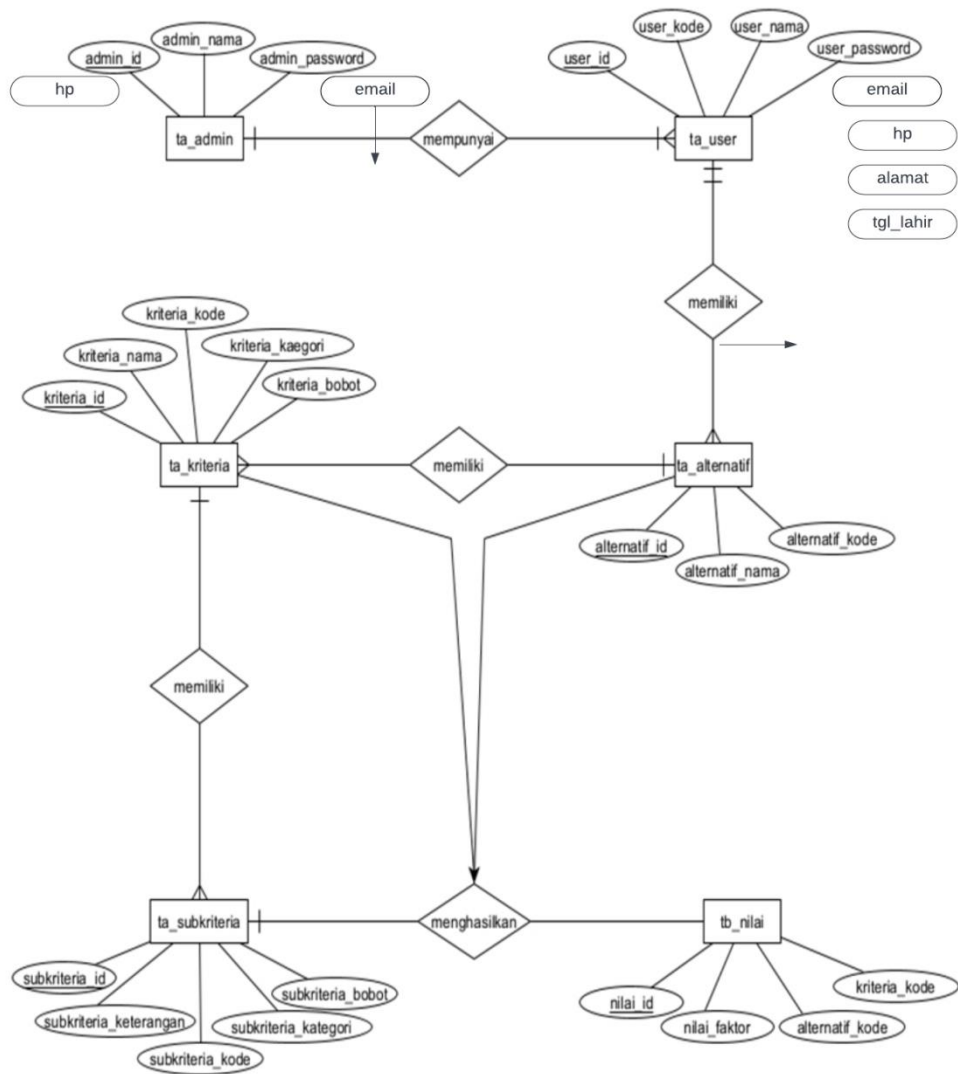 admin_nama
admin_id
admin_password
hp
email
ta_admin
mempunyai
user_kode
user_nama
user_id
user_password
email
ta_user
hp
alamat
tgl_lahir
memiliki
kriteria_kode
kriteria_nama
kriteria_kaegori
kriteria_id
kriteria_bobot
ta_kriteria
memiliki
ta_alternatif
alternatif_id
alternatif_nama
alternatif_kode
memiliki
ta_subkriteria
menghasilkan
tb_nilai
subkriteria_id
subkriteria_keterangan
subkriteria_kode
subkriteria_kategori
subkriteria_bobot
nilai_id
nilai_faktor
alternatif_kode
kriteria_kode